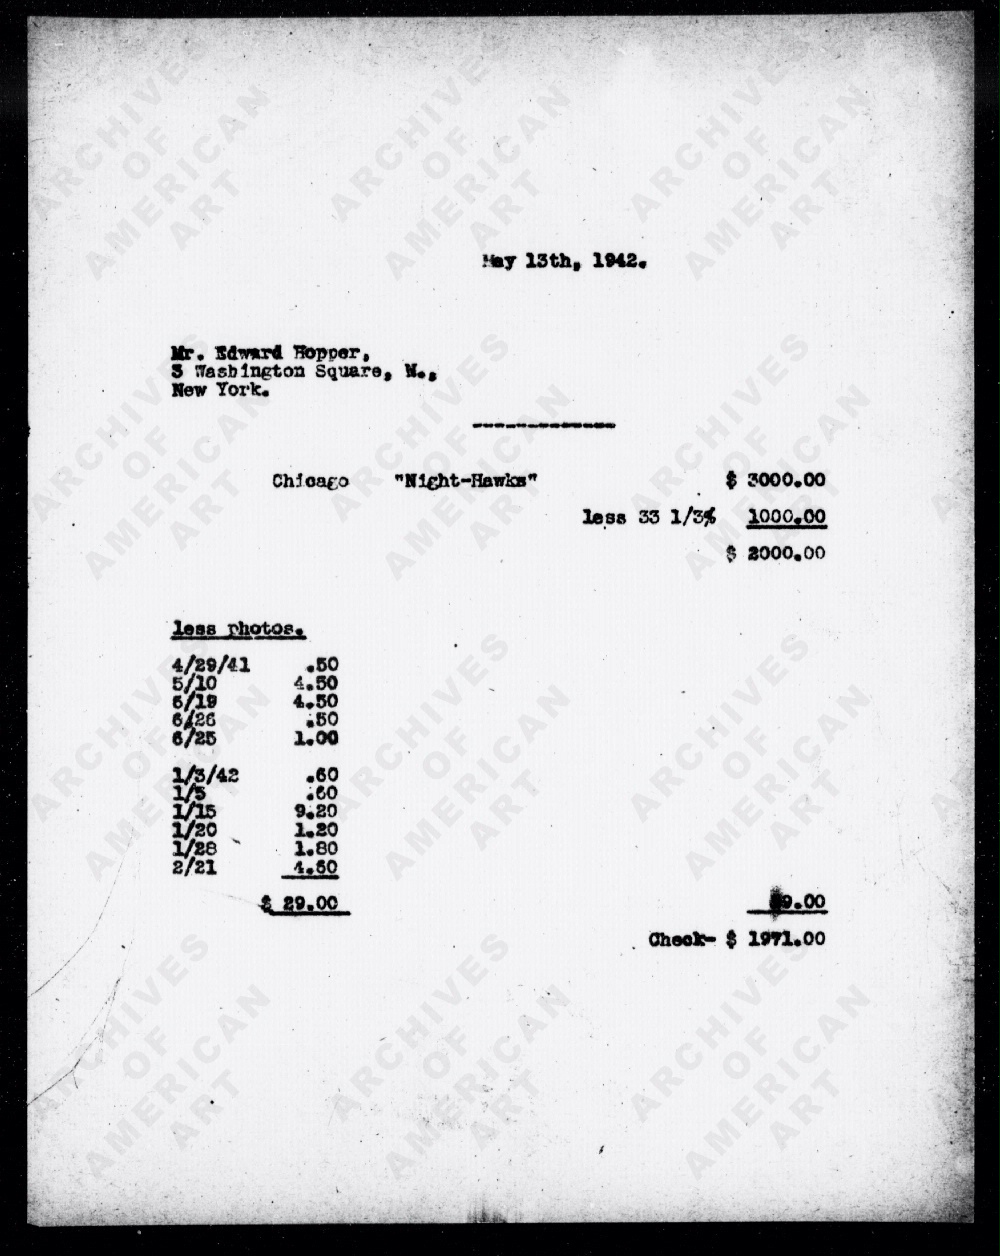 May 13th, 1942.
Mr. Edward Hopper,
3 Washington Square, N.,
New York.
Chicago "Night-Hawks" $ 3000.00
less 33 1/3% 1000.00
$ 2000.00
less photos.
4/29/41 .50
5/10 4.50
6/19 4.50
6/26 .50
6/25 1.00
1/3/42 .60
1/5 .60
1/15 9.20
1/20 1.20
1/28 1.80
2/21 4.60
$ 29.00 29.00
Check- $ 1971.00
ARCHIVES
OF
AMERICAN
ART